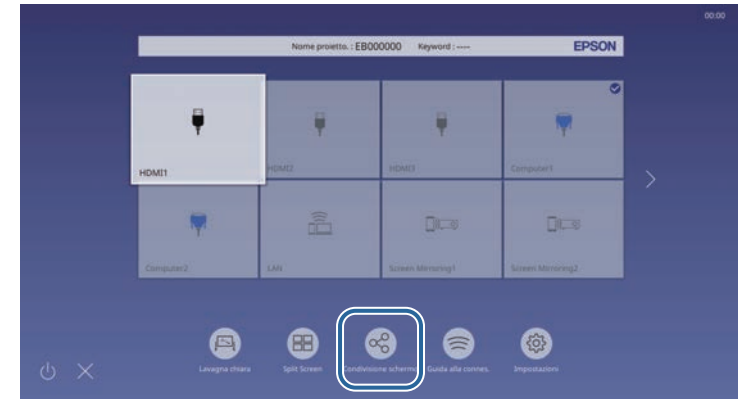 00:00
Nome proietto. : EB000000 Keyword : ---- EPSON
HDMI1 HDMI2 HDMI3 Computer1
Computer2 LAN Screen Mirroring1 Screen Mirroring2
Lavagna chiara Split Screen Condivisione schermo Guida alla connes. Impostazioni